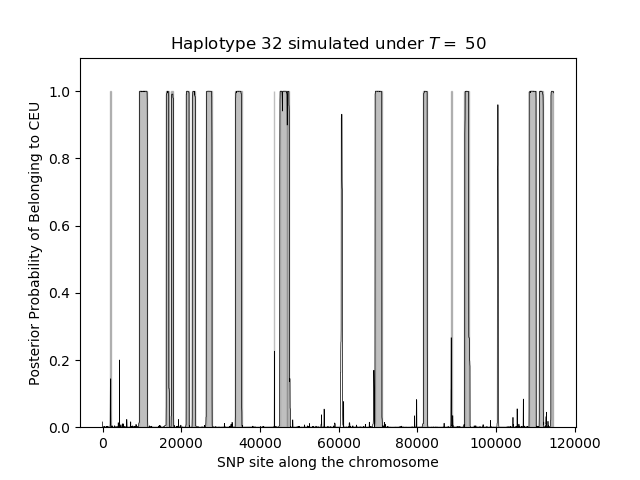 Haplotype 32 simulated under T = 50
Posterior Probability of Belonging to CEU
1.0
0.8
0.6
0.4
0.2
0.0
0 20000 40000 60000 80000 100000 120000
SNP site along the chromosome